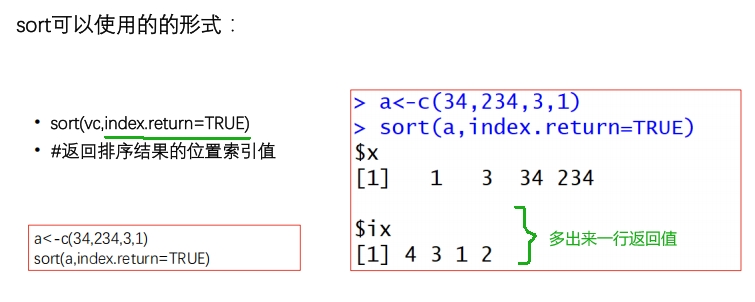 sort可以使用的的形式：
• sort(vc,index.return=TRUE)
• #返回排序结果的位置索引值
a<-c(34,234,3,1)
sort(a,index.return=TRUE)
> a<-c(34,234,3,1)
> sort(a,index.return=TRUE)
$x
[1]   1   3  34 234
$ix
[1] 4 3 1 2
多出来一行返回值